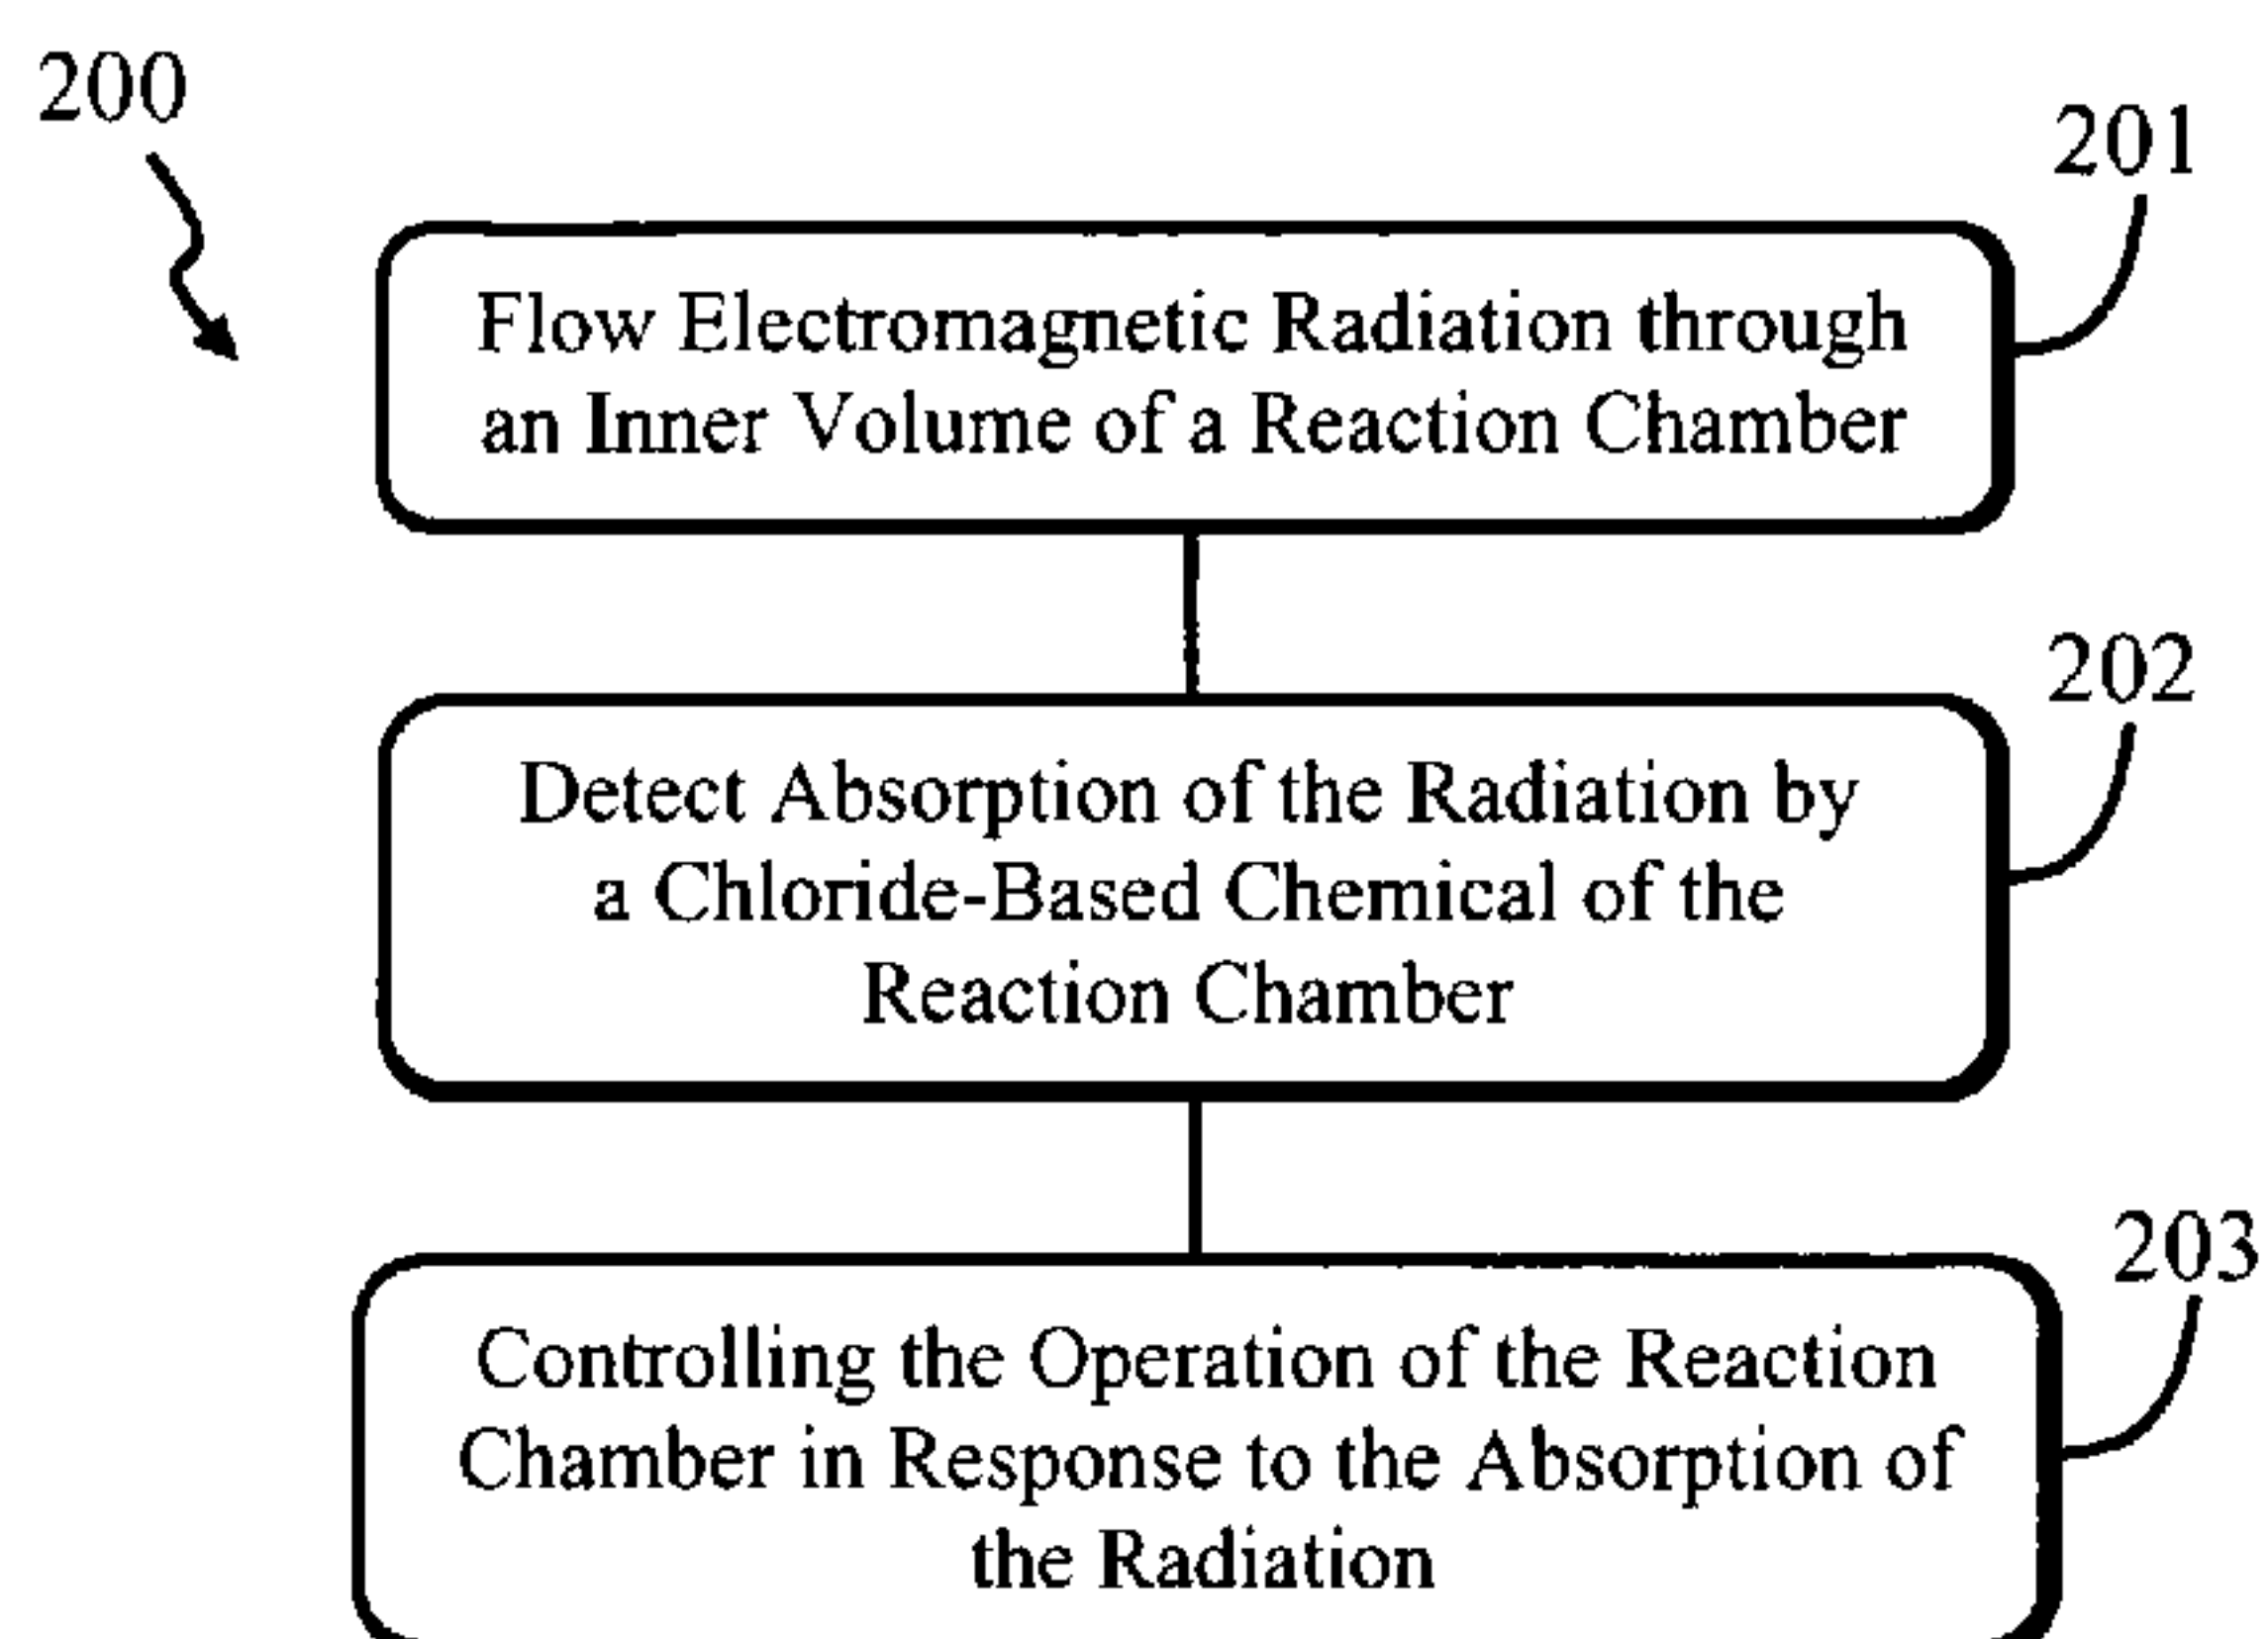 200
201
Flow Electromagnetic Radiation through
an Inner Volume of a Reaction Chamber
202
Detect Absorption of the Radiation by
a Chloride-Based Chemical of the
Reaction Chamber
203
Controlling the Operation of the Reaction
Chamber in Response to the Absorption of
the Radiation